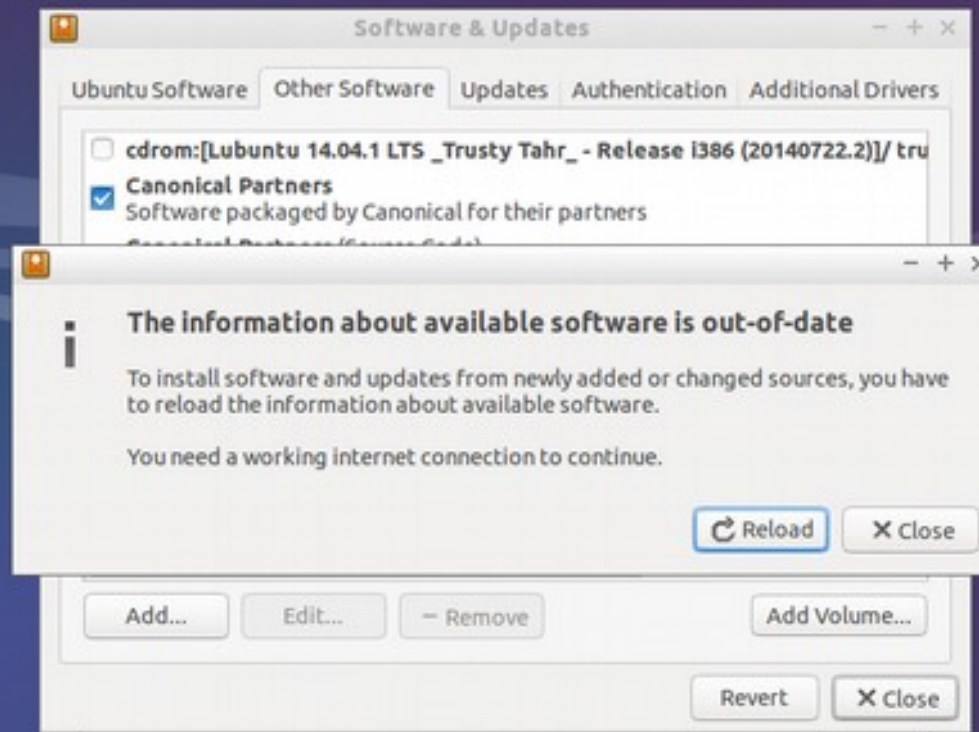 Software & Updates
Ubuntu Software Other Software Updates Authentication Additional Drivers
cdrom:[Lubuntu 14.04.1 LTS _Trusty Tahr_ - Release i386 (20140722.2)]/ tru
Canonical Partners
Software packaged by Canonical for their partners
Canonical Partners (Source Code)
The information about available software is out-of-date
To install software and updates from newly added or changed sources, you have
to reload the information about available software.
You need a working internet connection to continue.
Reload Close
Add... Edit... Remove Add Volume...
Revert Close